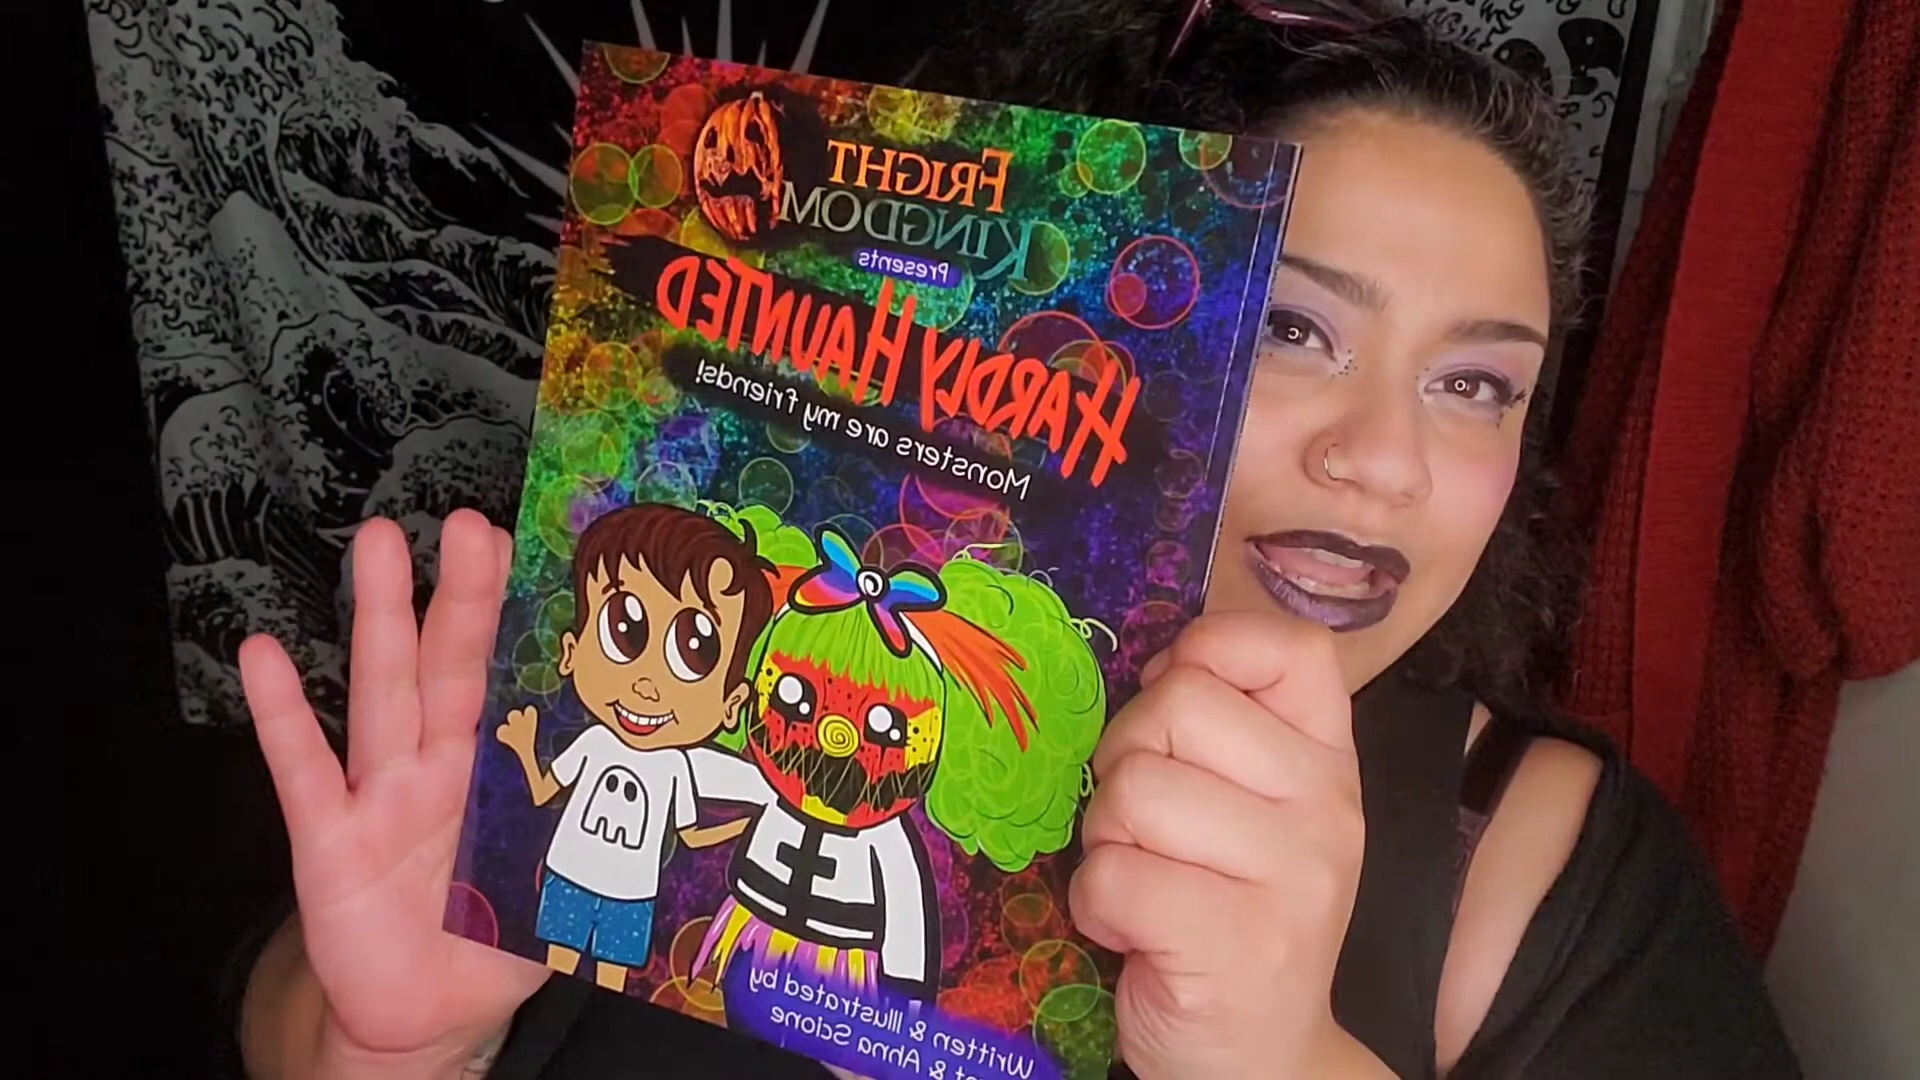 FRIGHT
KINGDOM
Presents
HARDLY HAUNTED
Monsters are my friends!
Written & Illustrated by
& Ahna Scione